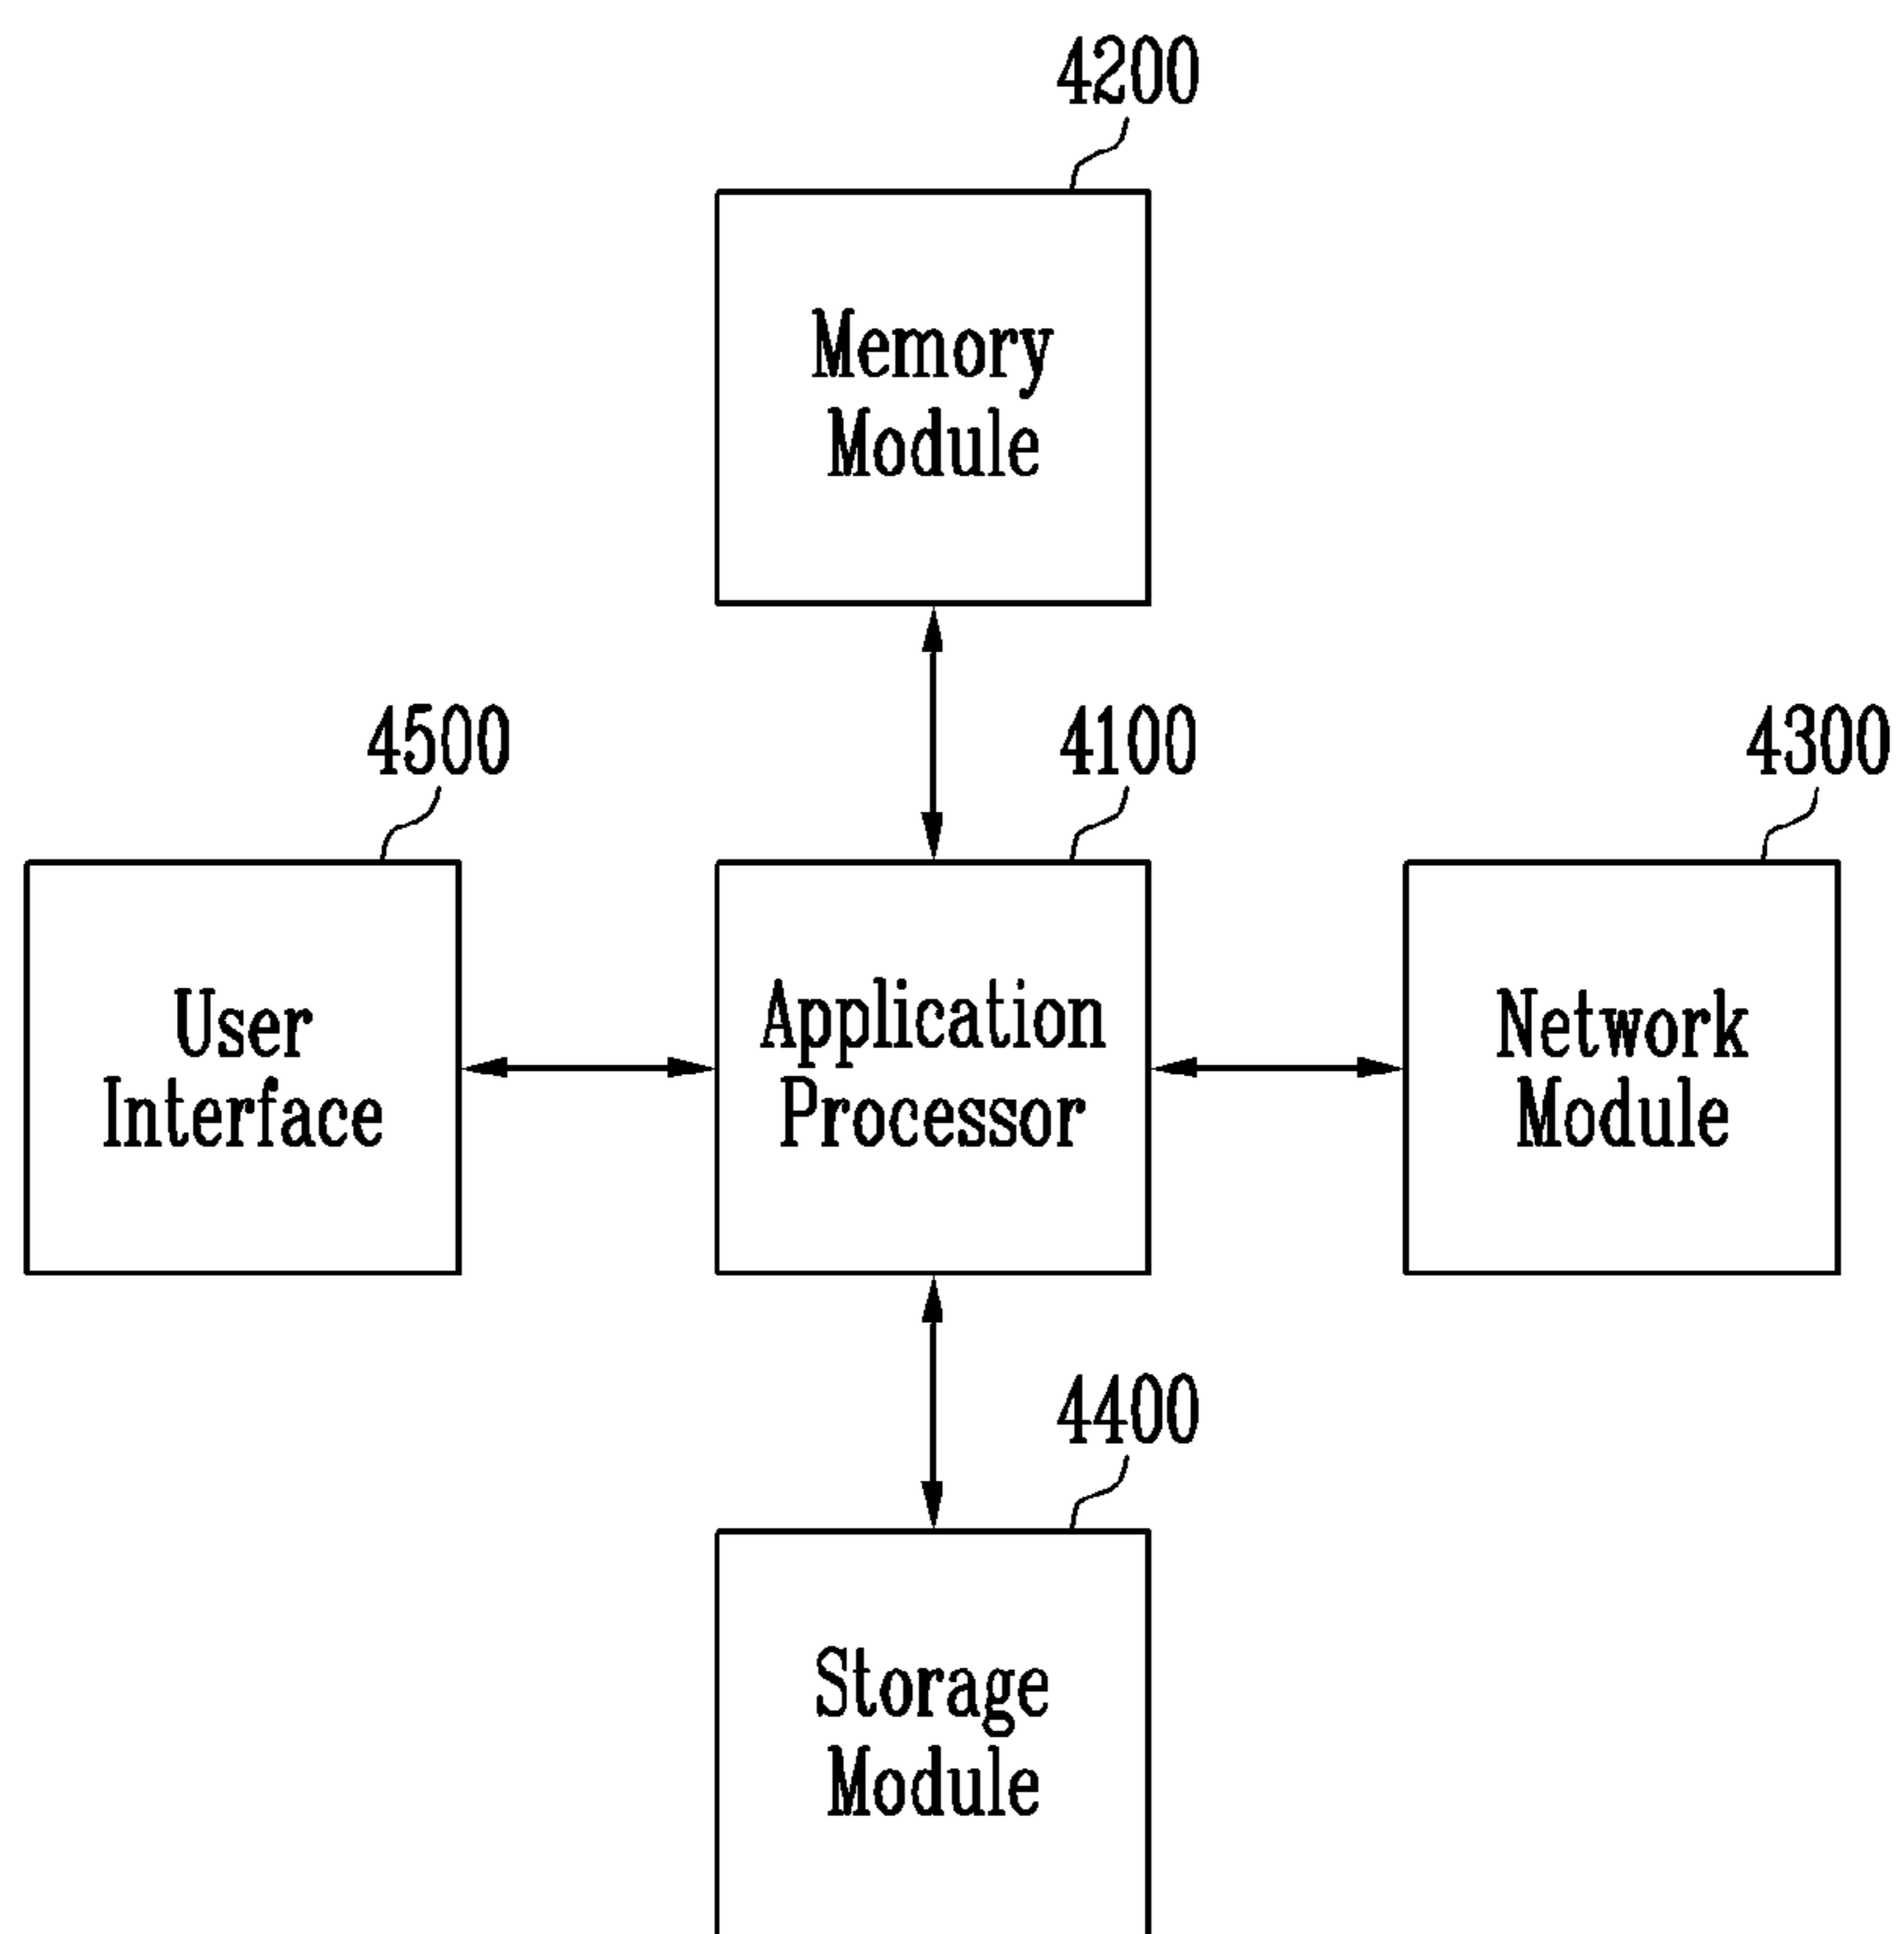 4200
Memory
Module
4500
4100
4300
User
Interface
Application
Processor
Network
Module
4400
Storage
Module